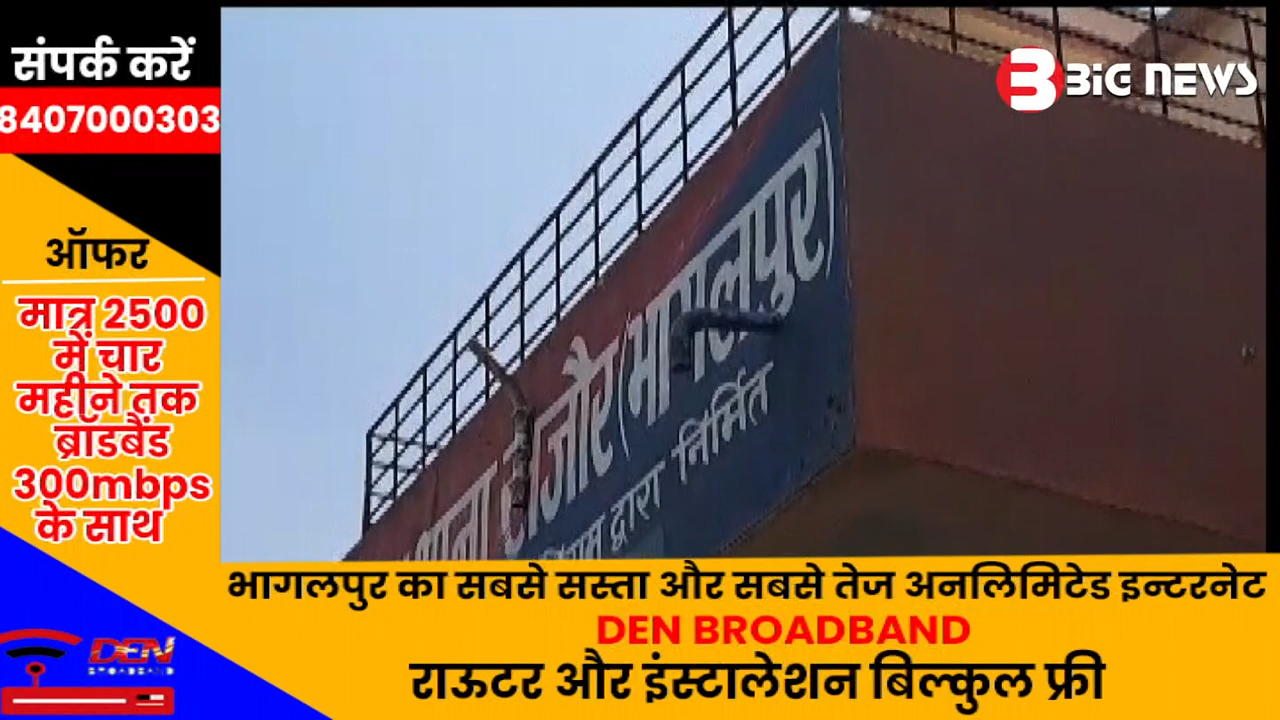 संपर्क करें
8407000303
ऑफर
मात्र 2500
में चार
महीने तक
ब्रॉडबैंड
300mbps
के साथ
DEN
BROADBAND
BIG NEWS
थाना (भागलपुर)
द्वारा निर्मित
भागलपुर का सबसे सस्ता और सबसे तेज अनलिमिटेड इन्टरनेट
DEN BROADBAND
राऊटर और इंस्टालेशन बिल्कुल फ्री